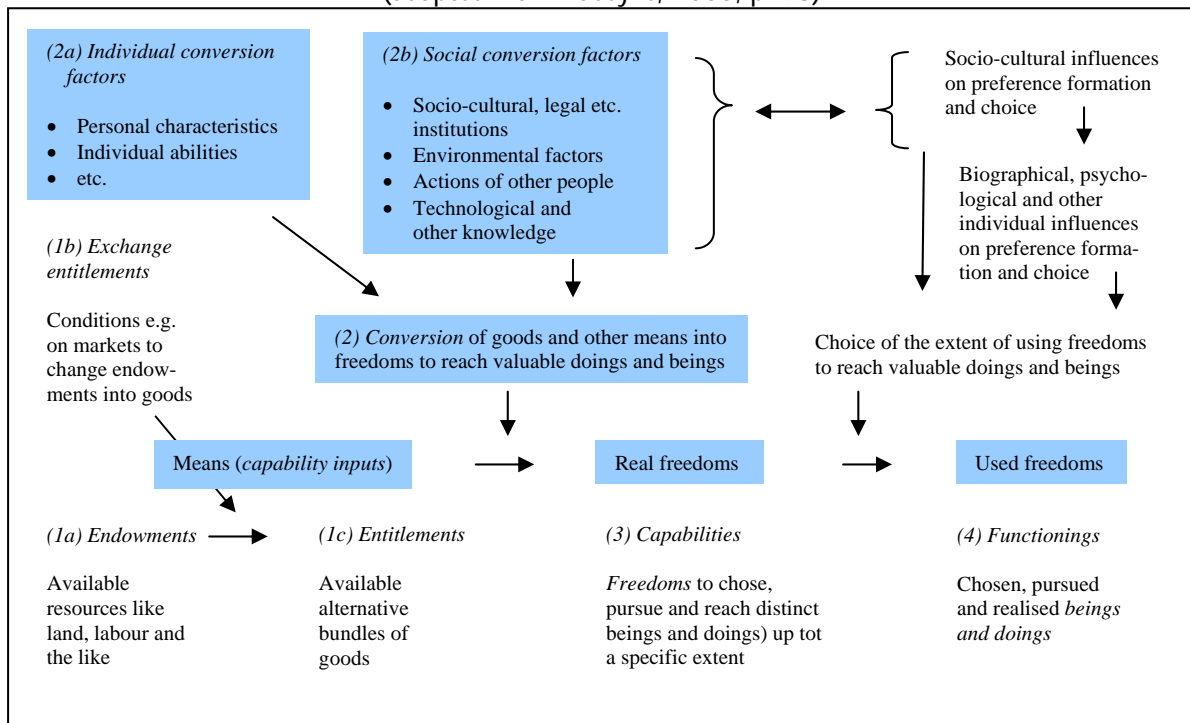 (2a) Individual conversion
factors
• Personal characteristics
• Individual abilities
• etc.
(2b) Social conversion factors
• Socio-cultural, legal etc.
institutions
• Environmental factors
• Actions of other people
• Technological and
other knowledge
Socio-cultural influences
on preference formation
and choice
Biographical, psycho-
logical and other
individual influences
on preference forma-
tion and choice
(1b) Exchange
entitlements
Conditions e.g.
on markets to
change endow-
ments into goods
(2) Conversion of goods and other means into
freedoms to reach valuable doings and beings
Choice of the extent of using freedoms
to reach valuable doings and beings
Means (capability inputs)
Real freedoms
Used freedoms
(1a) Endowments
Available
resources like
land, labour and
the like
(1c) Entitlements
Available
alternative
bundles of
goods
(3) Capabilities
Freedoms to chose,
pursue and reach distinct
beings and doings) up tot
a specific extent
(4) Functionings
Chosen, pursued
and realised beings
and doings